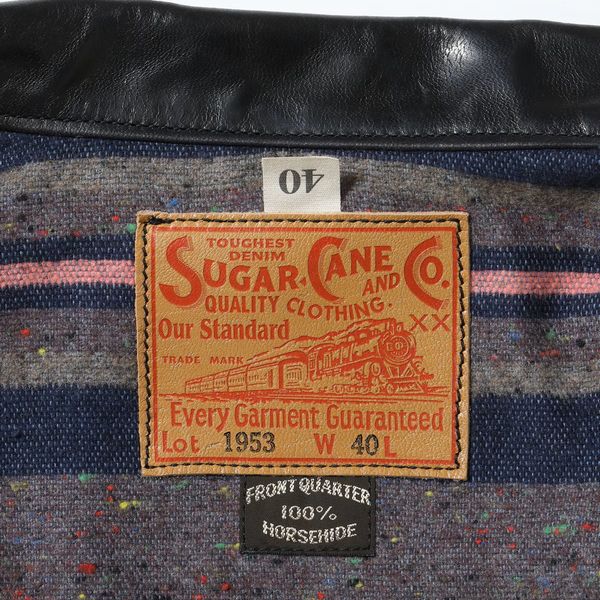 40
TOUGHEST
DENIM
SUGAR CANE AND CO.
QUALITY CLOTHING.
Our Standard XX
TRADE MARK
Every Garment Guaranteed
Lot 1953 W 40 L
FRONT QUARTER
100%
HORSEHIDE